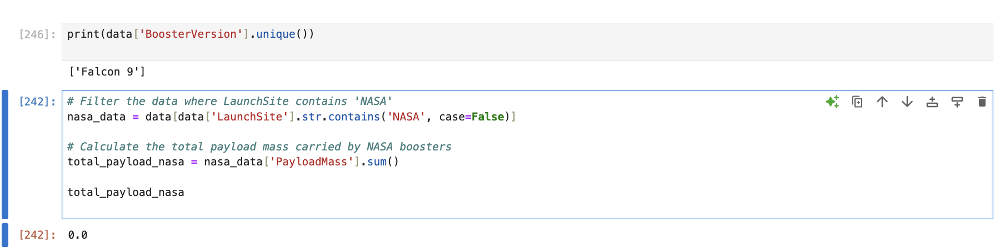 [246]: print(data['BoosterVersion'].unique())
['Falcon 9']
[242]: # Filter the data where LaunchSite contains 'NASA'
nasa_data = data[data['LaunchSite'].str.contains('NASA', case=False)]
# Calculate the total payload mass carried by NASA boosters
total_payload_nasa = nasa_data['PayloadMass'].sum()
total_payload_nasa
[242]: 0.0